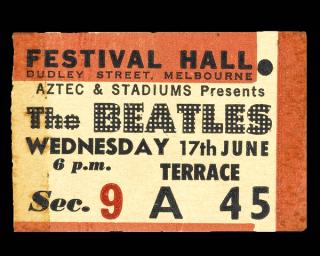 FESTIVAL HALL
DUDLEY STREET, MELBOURNE
AZTEC & STADIUMS Presents
The BEATLES
WEDNESDAY 17TH JUNE
6 p.m. TERRACE
Sec. 9 A 45